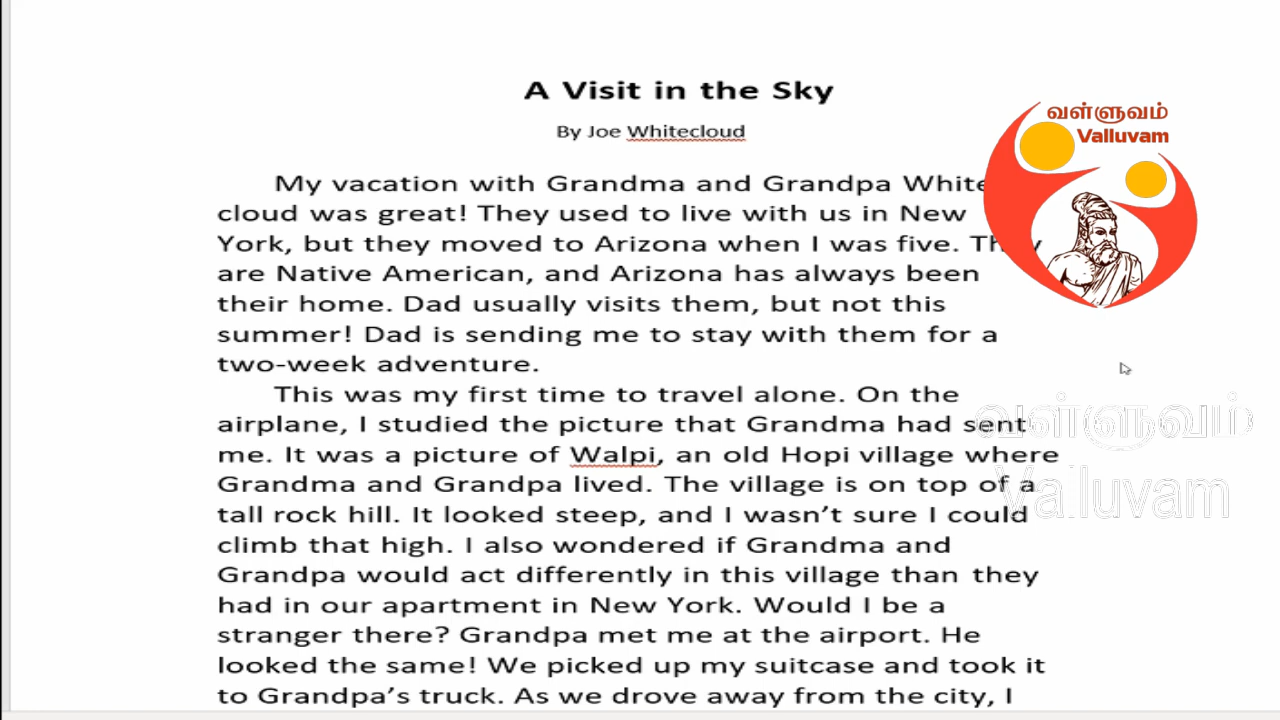 A Visit in the Sky
By Joe Whitecloud
வள்ளுவம்
Valluvam
My vacation with Grandma and Grandpa White
cloud was great! They used to live with us in New
York, but they moved to Arizona when I was five. They
are Native American, and Arizona has always been
their home. Dad usually visits them, but not this
summer! Dad is sending me to stay with them for a
two-week adventure.
This was my first time to travel alone. On the
airplane, I studied the picture that Grandma had sent
me. It was a picture of Walpi, an old Hopi village where
Grandma and Grandpa lived. The village is on top of a
tall rock hill. It looked steep, and I wasn’t sure I could
climb that high. I also wondered if Grandma and
Grandpa would act differently in this village than they
had in our apartment in New York. Would I be a
stranger there? Grandpa met me at the airport. He
looked the same! We picked up my suitcase and took it
to Grandpa’s truck. As we drove away from the city, I
வள்ளுவம்
Valluvam